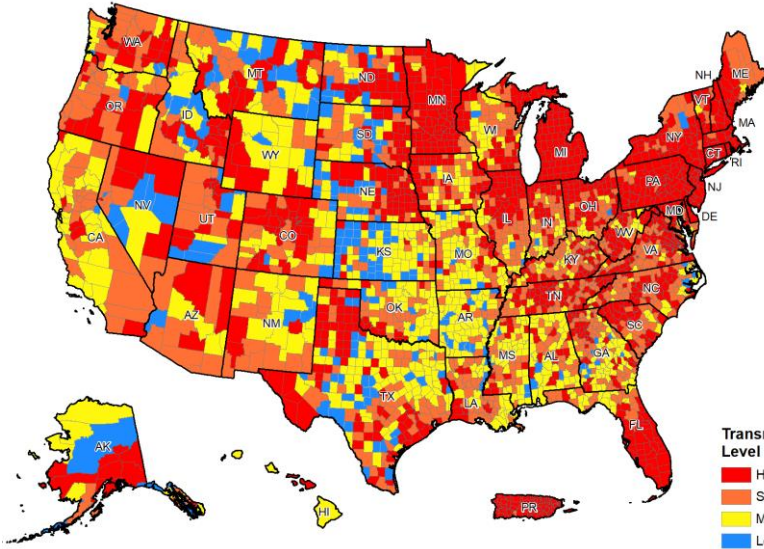 WA
MT
ND
MN
OR
ID
SD
WI
WY
MI
NH
VT
ME
NY
MA
CT
RI
NV
UT
CO
NE
IA
IL
IN
OH
PA
NJ
MD
DE
CA
KS
MO
KY
WV
VA
AZ
NM
OK
AR
TN
NC
SC
TX
LA
MS
AL
GA
FL
AK
HI
PR
Transm
Level
H
S
M
L